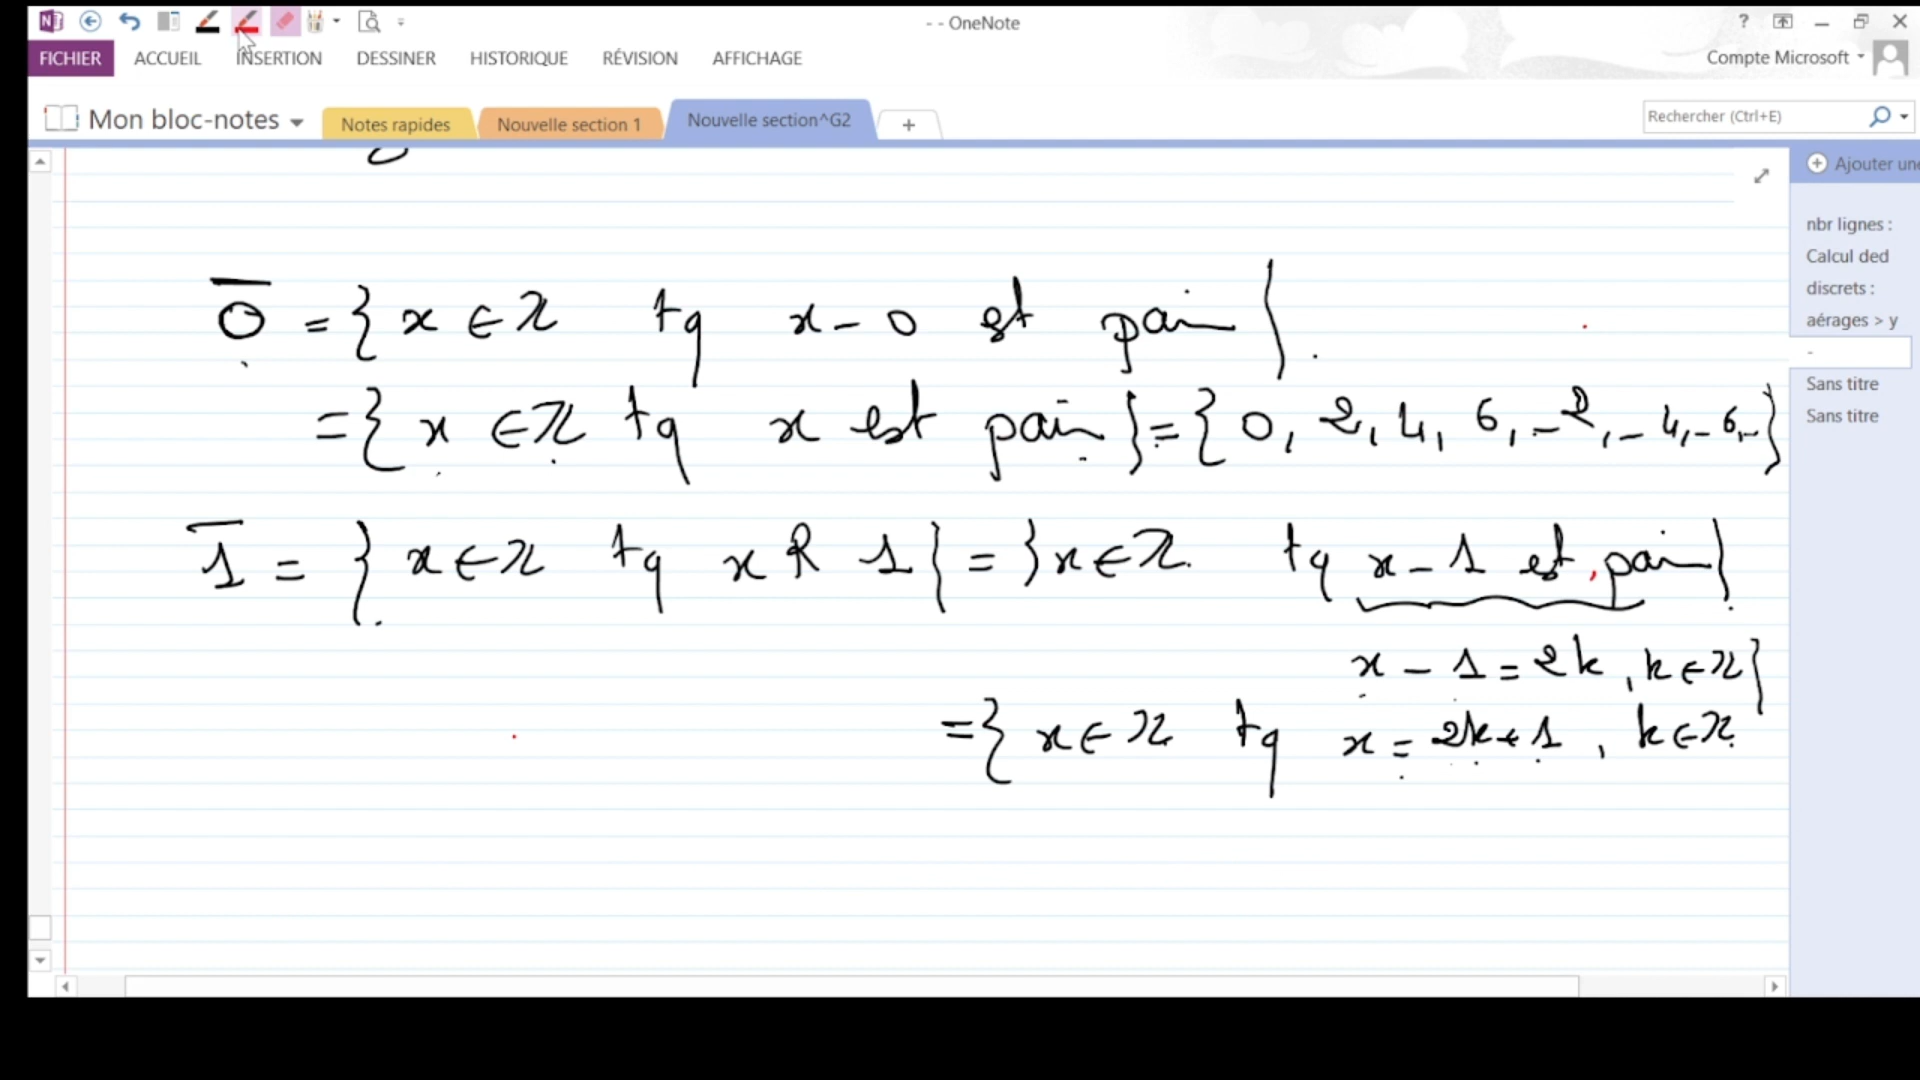 - - OneNote
?
FICHIER ACCUEIL INSERTION DESSINER HISTORIQUE RÉVISION AFFICHAGE Compte Microsoft
Mon bloc-notes Notes rapides Nouvelle section 1 Nouvelle section^G2 + Rechercher (Ctrl+E)
Ajouter une
nbr lignes :
Calcul ded
discrets :
aérages > y
-
Sans titre
Sans titre
0̅ = { x ∈ ℤ tq x - 0 est pair }.
= { x ∈ ℤ tq x est pair } = { 0, 2, 4, 6, -2, -4, -6, .. }
1̅ = { x ∈ ℤ tq x R 1 } = { x ∈ ℤ tq x - 1 est pair }
x - 1 = 2k, k ∈ ℤ }
= { x ∈ ℤ tq x = 2k + 1, k ∈ ℤ